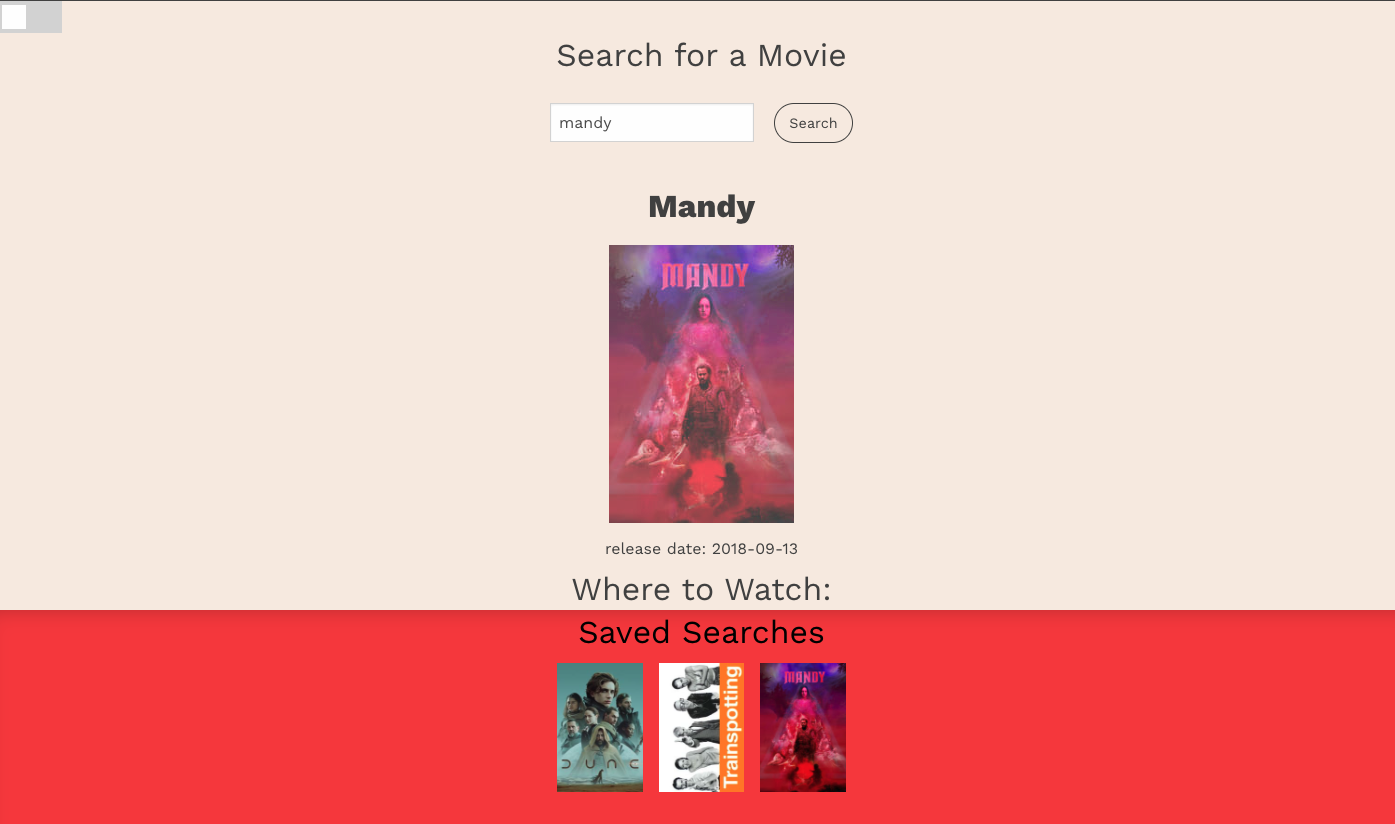 Search for a Movie
mandy
Search
Mandy
MANDY
release date: 2018-09-13
Where to Watch:
Saved Searches
DUNC
Trainspotting
MANDY